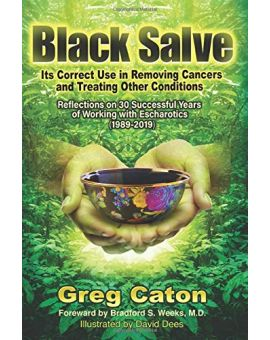 Black Salve
Its Correct Use in Removing Cancers
and Treating Other Conditions
Reflections on 30 Successful Years
of Working with Escharotics
(1989-2019)
Greg Caton
Foreword by Bradford S. Weeks, M.D.
Illustrated by David Dees